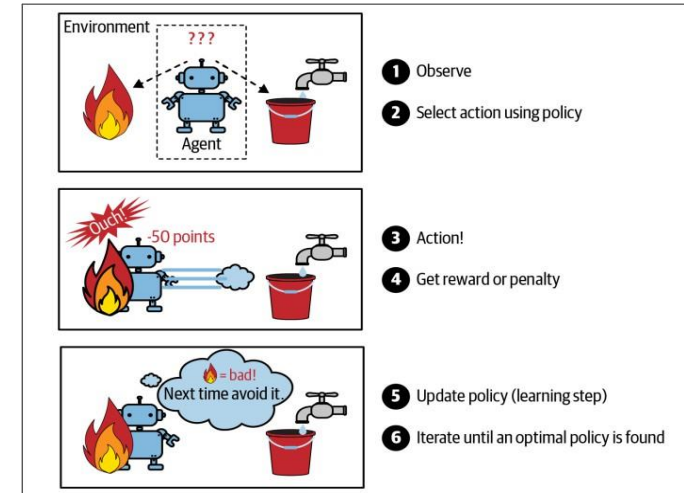 Environment
???
Agent
1 Observe
2 Select action using policy
Ouch!
-50 points
3 Action!
4 Get reward or penalty
= bad!
Next time avoid it.
5 Update policy (learning step)
6 Iterate until an optimal policy is found